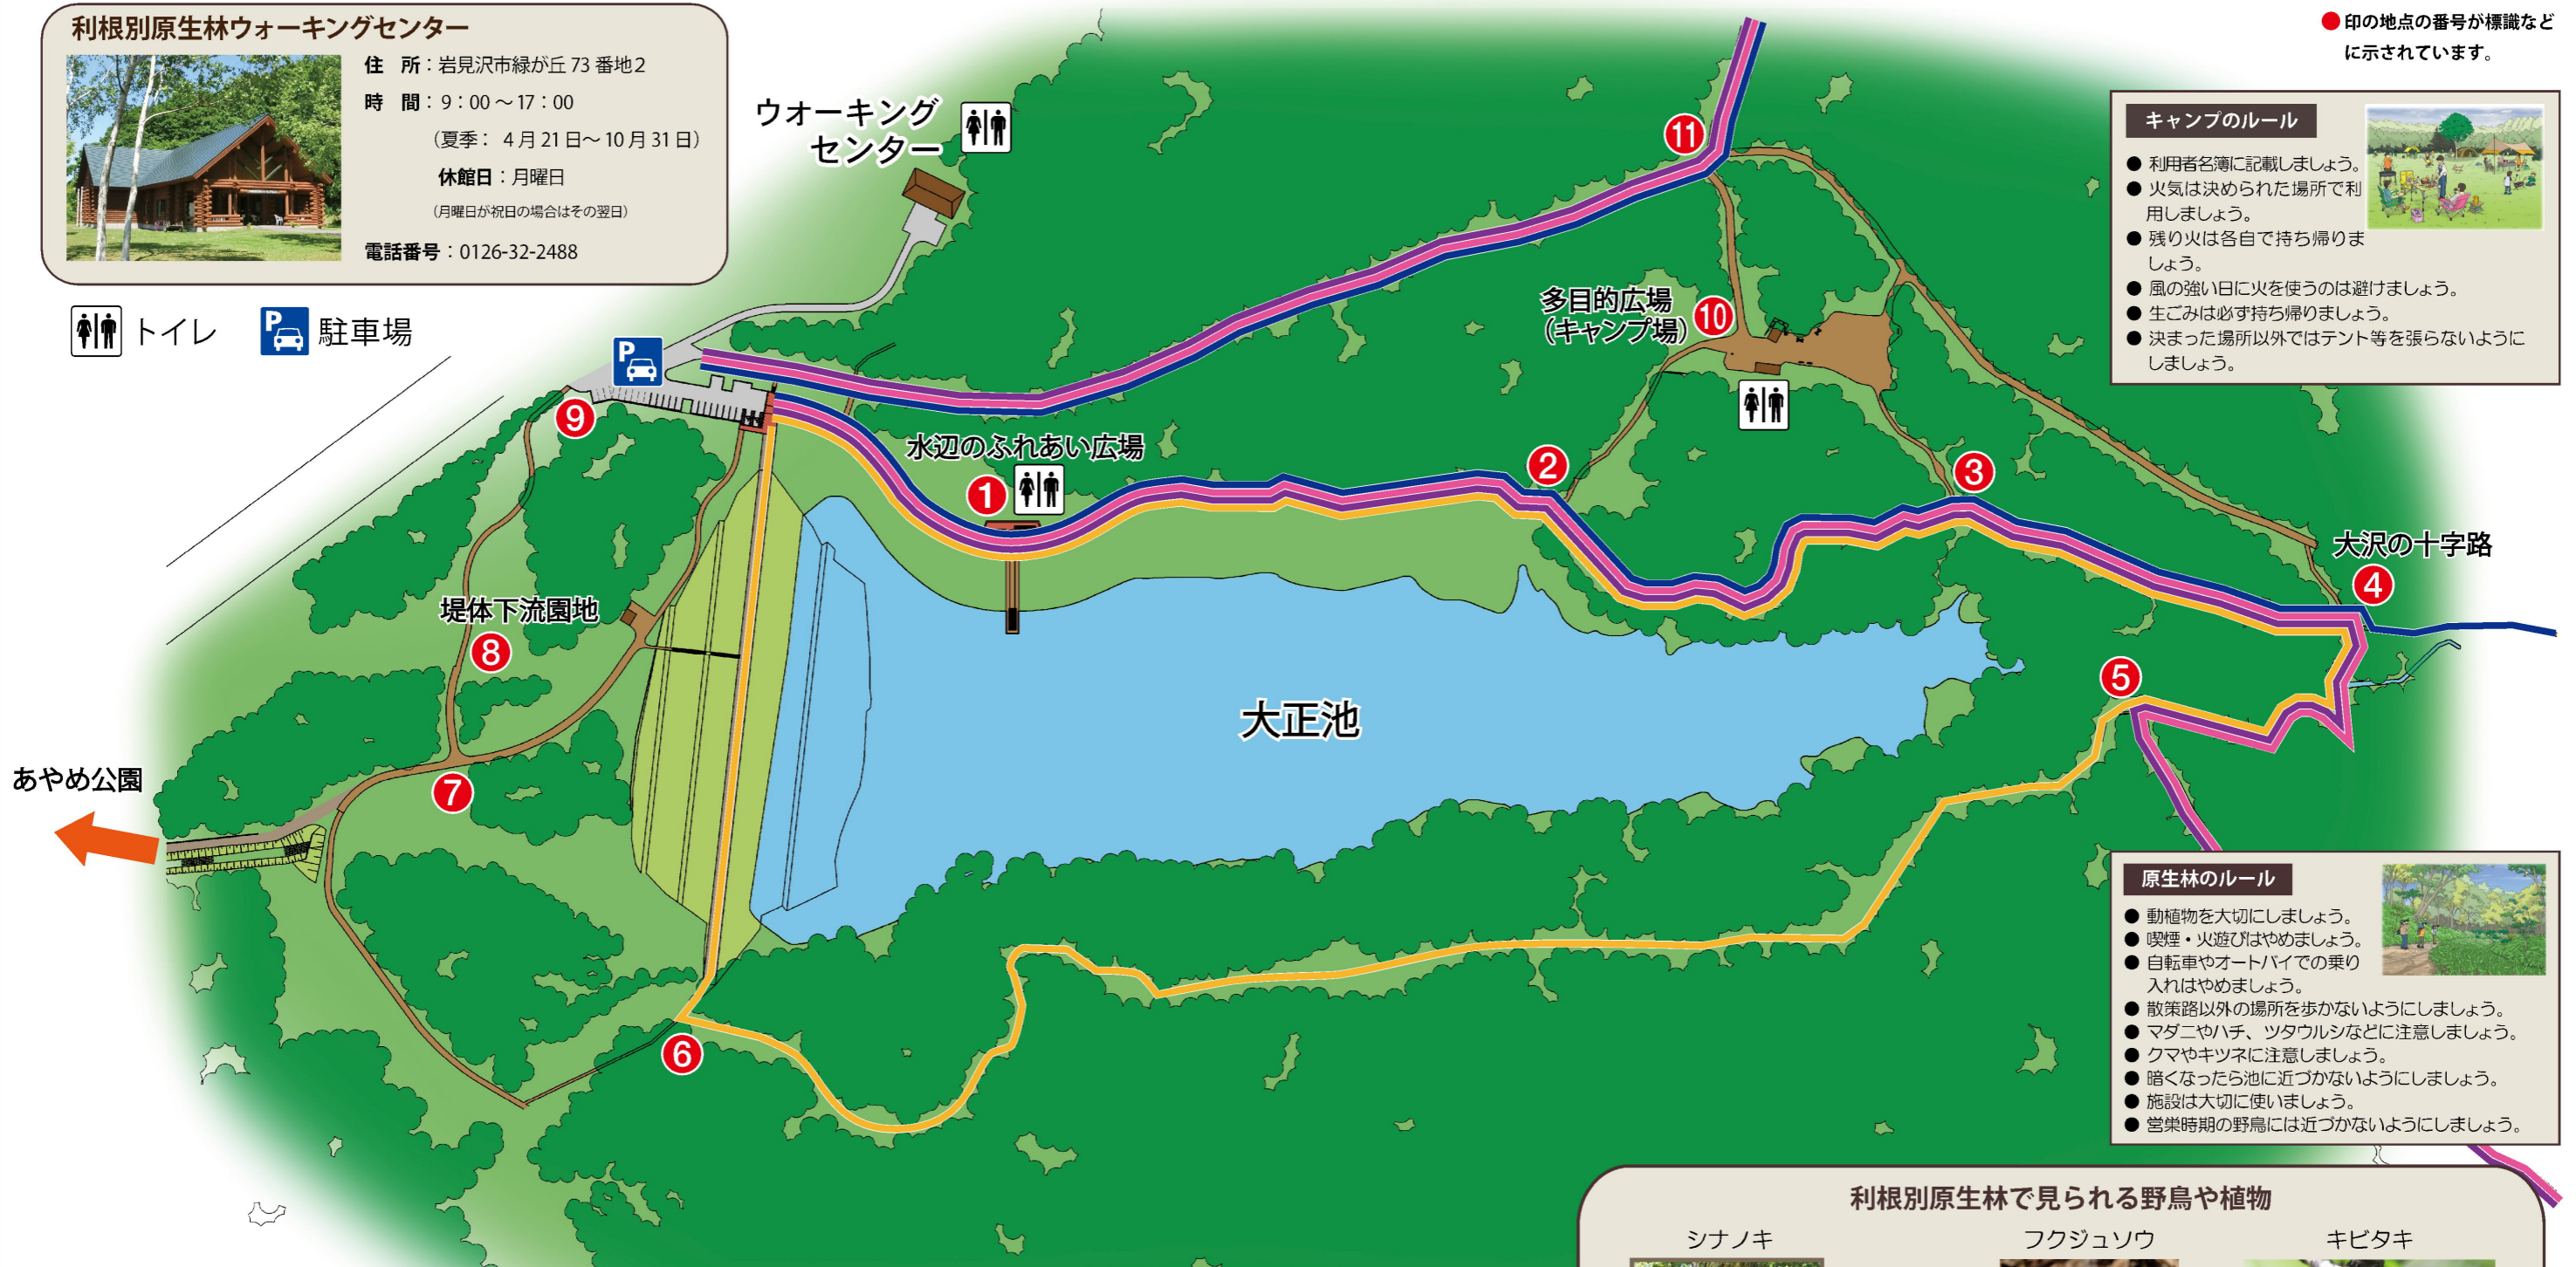 利根別原生林ウォーキングセンター
住 所：岩見沢市緑が丘 73 番地2
時 間：9：00～17：00
（夏季： 4 月 21 日～ 10 月 31 日）
休館日：月曜日
（月曜日が祝日の場合はその翌日）
電話番号：0126-32-2488
トイレ
P 駐車場
●印の地点の番号が標識など
に示されています。
キャンプのルール
● 利用者名簿に記載しましょう。
● 火気は決められた場所で利
用しましょう。
● 残り火は各自で持ち帰りま
しょう。
● 風の強い日に火を使うのは避けましょう。
● 生ごみは必ず持ち帰りましょう。
● 決まった場所以外ではテント等を張らないように
しましょう。
ウォーキング
センター
11
多目的広場
（キャンプ場）
10
P
9
水辺のふれあい広場
1
2
3
大沢の十字路
4
堤体下流園地
8
5
大正池
あやめ公園
7
6
原生林のルール
● 動植物を大切にしましょう。
● 喫煙・火遊びはやめましょう。
● 自転車やオートバイでの乗り
入れはやめましょう。
● 散策路以外の場所を歩かないようにしましょう。
● マダニやハチ、ツタウルシなどに注意しましょう。
● クマやキツネに注意しましょう。
● 暗くなったら池に近づかないようにしましょう。
● 施設は大切に使いましょう。
● 営巣時期の野鳥には近づかないようにしましょう。
利根別原生林で見られる野鳥や植物
シナノキ
フクジュソウ
キビタキ